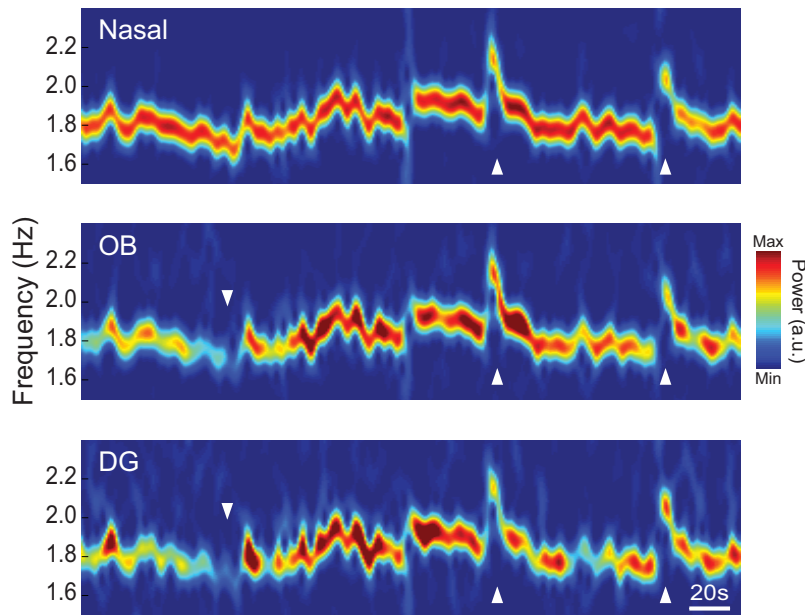 Nasal
2.2
2.0
1.8
1.6
OB
2.2
2.0
1.8
1.6
Frequency (Hz)
Max
Power (a.u.)
Min
DG
2.2
2.0
1.8
1.6
20s